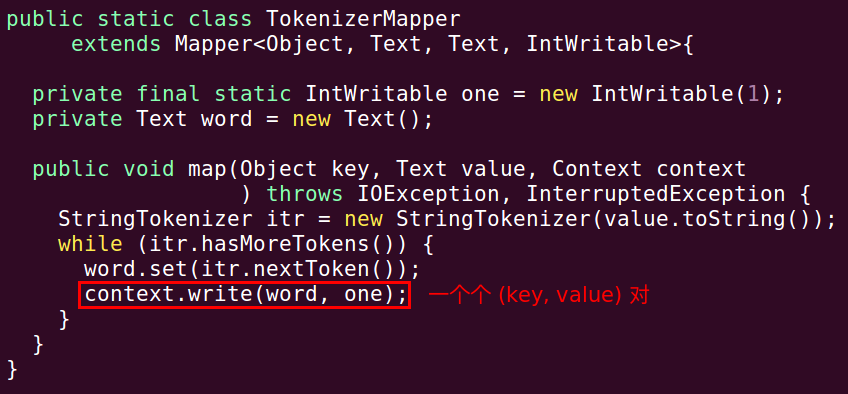 public static class TokenizerMapper
extends Mapper<Object, Text, Text, IntWritable>{
private final static IntWritable one = new IntWritable(1);
private Text word = new Text();
public void map(Object key, Text value, Context context
) throws IOException, InterruptedException {
StringTokenizer itr = new StringTokenizer(value.toString());
while (itr.hasMoreTokens()) {
word.set(itr.nextToken());
context.write(word, one); 一个个 (key, value) 对
}
}
}